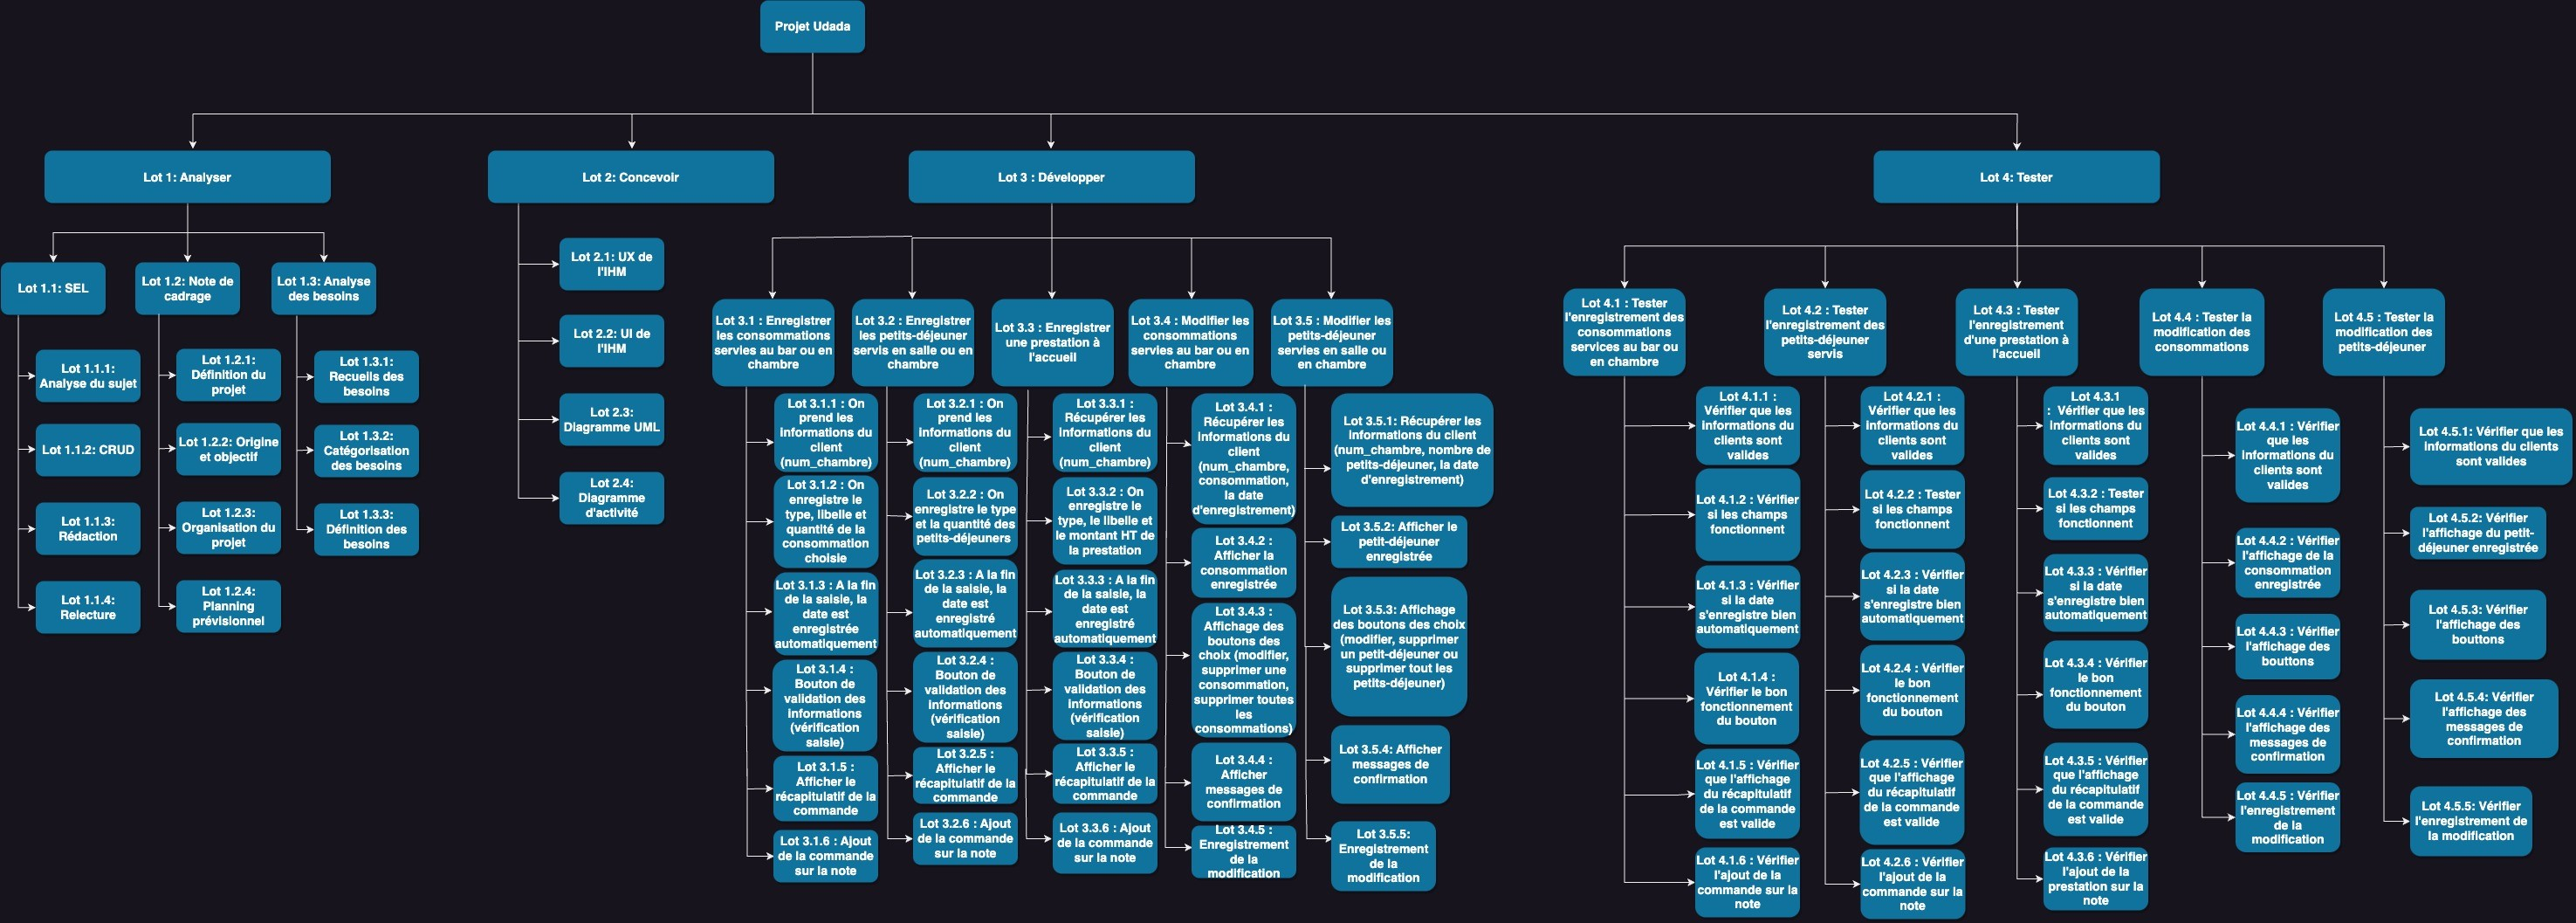 Projet Udada
Lot 1: Analyser
Lot 1.1: SEL
Lot 1.1.1:
Analyse du sujet
Lot 1.1.2: CRUD
Lot 1.1.3:
Rédaction
Lot 1.1.4:
Relecture
Lot 1.2: Note de
cadrage
Lot 1.2.1:
Définition du
projet
Lot 1.2.2: Origine
et objectif
Lot 1.2.3:
Organisation du
projet
Lot 1.2.4:
Planning
prévisionnel
Lot 1.3: Analyse
des besoins
Lot 1.3.1:
Recueils des
besoins
Lot 1.3.2:
Catégorisation
des besoins
Lot 1.3.3:
Définition des
besoins
Lot 2: Concevoir
Lot 2.1: UX de
l'IHM
Lot 2.2: UI de
l'IHM
Lot 2.3:
Diagramme UML
Lot 2.4:
Diagramme
d'activité
Lot 3 : Développer
Lot 3.1 : Enregistrer
les consommations
servies au bar ou en
chambre
Lot 3.1.1 : On
prend les
informations du
client
(num_chambre)
Lot 3.1.2 : On
enregistre le
type, libelle et
quantité de la
consommation
choisie
Lot 3.1.3 : A la fin
de la saisie, la
date est
enregistrée
automatiquement
Lot 3.1.4 :
Bouton de
validation des
informations
(vérification
saisie)
Lot 3.1.5 :
Afficher le
récapitulatif de la
commande
Lot 3.1.6 : Ajout
de la commande
sur la note
Lot 3.2 : Enregistrer
les petits-déjeuner
servis en salle ou en
chambre
Lot 3.2.1 : On
prend les
informations du
client
(num_chambre)
Lot 3.2.2 : On
enregistre le type
et la quantité des
petits-déjeuners
Lot 3.2.3 : A la fin
de la saisie, la
date est
enregistré
automatiquement
Lot 3.2.4 :
Bouton de
validation des
informations
(vérification
saisie)
Lot 3.2.5 :
Afficher le
récapitulatif de la
commande
Lot 3.2.6 : Ajout
de la commande
sur la note
Lot 3.3 : Enregistrer
une prestation à
l'accueil
Lot 3.3.1 :
Récupérer les
informations du
client
(num_chambre)
Lot 3.3.2 : On
enregistre le
type, le libelle et
le montant HT de
la prestation
Lot 3.3.3 : A la fin
de la saisie, la
date est
enregistré
automatiquement
Lot 3.3.4 :
Bouton de
validation des
informations
(vérification
saisie)
Lot 3.3.5 :
Afficher le
récapitulatif de la
commande
Lot 3.3.6 : Ajout
de la commande
sur la note
Lot 3.4 : Modifier les
consommations
servies au bar ou en
chambre
Lot 3.4.1 :
Récupérer les
informations du
client
(num_chambre,
consommation,
la date
d'enregistrement)
Lot 3.4.2 :
Afficher la
consommation
enregistrée
Lot 3.4.3 :
Affichage des
boutons des
choix (modifier,
supprimer une
consommation,
supprimer toutes
les
consommations)
Lot 3.4.4 :
Afficher
messages de
confirmation
Lot 3.4.5 :
Enregistrement
de la
modification
Lot 3.5 : Modifier les
petits-déjeuner
servies en salle ou
en chambre
Lot 3.5.1: Récupérer les
informations du client
(num_chambre, nombre de
petits-déjeuner, la date
d'enregistrement)
Lot 3.5.2: Afficher le
petit-déjeuner
enregistrée
Lot 3.5.3: Affichage
des boutons des choix
(modifier, supprimer
un petit-déjeuner ou
supprimer tout les
petits-déjeuner)
Lot 3.5.4: Afficher
messages de
confirmation
Lot 3.5.5:
Enregistrement
de la
modification
Lot 4: Tester
Lot 4.1 : Tester
l'enregistrement des
consommations
services au bar ou
en chambre
Lot 4.1.1 :
Vérifier que les
informations du
clients sont
valides
Lot 4.1.2 : Vérifier
si les champs
fonctionnent
Lot 4.1.3 : Vérifier
si la date
s'enregistre bien
automatiquement
Lot 4.1.4 :
Vérifier le bon
fonctionnement
du bouton
Lot 4.1.5 : Vérifier
que l'affichage
du récapitulatif
de la commande
est valide
Lot 4.1.6 : Vérifier
l'ajout de la
commande sur la
note
Lot 4.2 : Tester
l'enregistrement des
petits-déjeuner
servis
Lot 4.2.1 :
Vérifier que les
informations du
clients sont
valides
Lot 4.2.2 : Tester
si les champs
fonctionnent
Lot 4.2.3 : Vérifier
si la date
s'enregistre bien
automatiquement
Lot 4.2.4 : Vérifier
le bon
fonctionnement
du bouton
Lot 4.2.5 : Vérifier
que l'affichage
du récapitulatif
de la commande
est valide
Lot 4.2.6 : Vérifier
l'ajout de la
commande sur la
note
Lot 4.3 : Tester
l'enregistrement
d'une prestation à
l'accueil
Lot 4.3.1
: Vérifier que les
informations du
clients sont
valides
Lot 4.3.2 : Tester
si les champs
fonctionnent
Lot 4.3.3 : Vérifier
si la date
s'enregistre bien
automatiquement
Lot 4.3.4 : Vérifier
le bon
fonctionnement
du bouton
Lot 4.3.5 : Vérifier
que l'affichage
du récapitulatif
de la commande
est valide
Lot 4.3.6 : Vérifier
l'ajout de la
prestation sur la
note
Lot 4.4 : Tester la
modification des
consommations
Lot 4.4.1 : Vérifier
que les
informations du
clients sont
valides
Lot 4.4.2 : Vérifier
l'affichage de la
consommation
enregistrée
Lot 4.4.3 : Vérifier
l'affichage des
bouttons
Lot 4.4.4 : Vérifier
l'affichage des
messages de
confirmation
Lot 4.4.5 : Vérifier
l'enregistrement
de la
modification
Lot 4.5 : Tester la
modification des
petits-déjeuner
Lot 4.5.1: Vérifier que les
informations du clients
sont valides
Lot 4.5.2: Vérifier
l'affichage du petit-
déjeuner enregistrée
Lot 4.5.3: Vérifier
l'affichage des
bouttons
Lot 4.5.4: Vérifier
l'affichage des
messages de
confirmation
Lot 4.5.5: Vérifier
l'enregistrement de
la modification